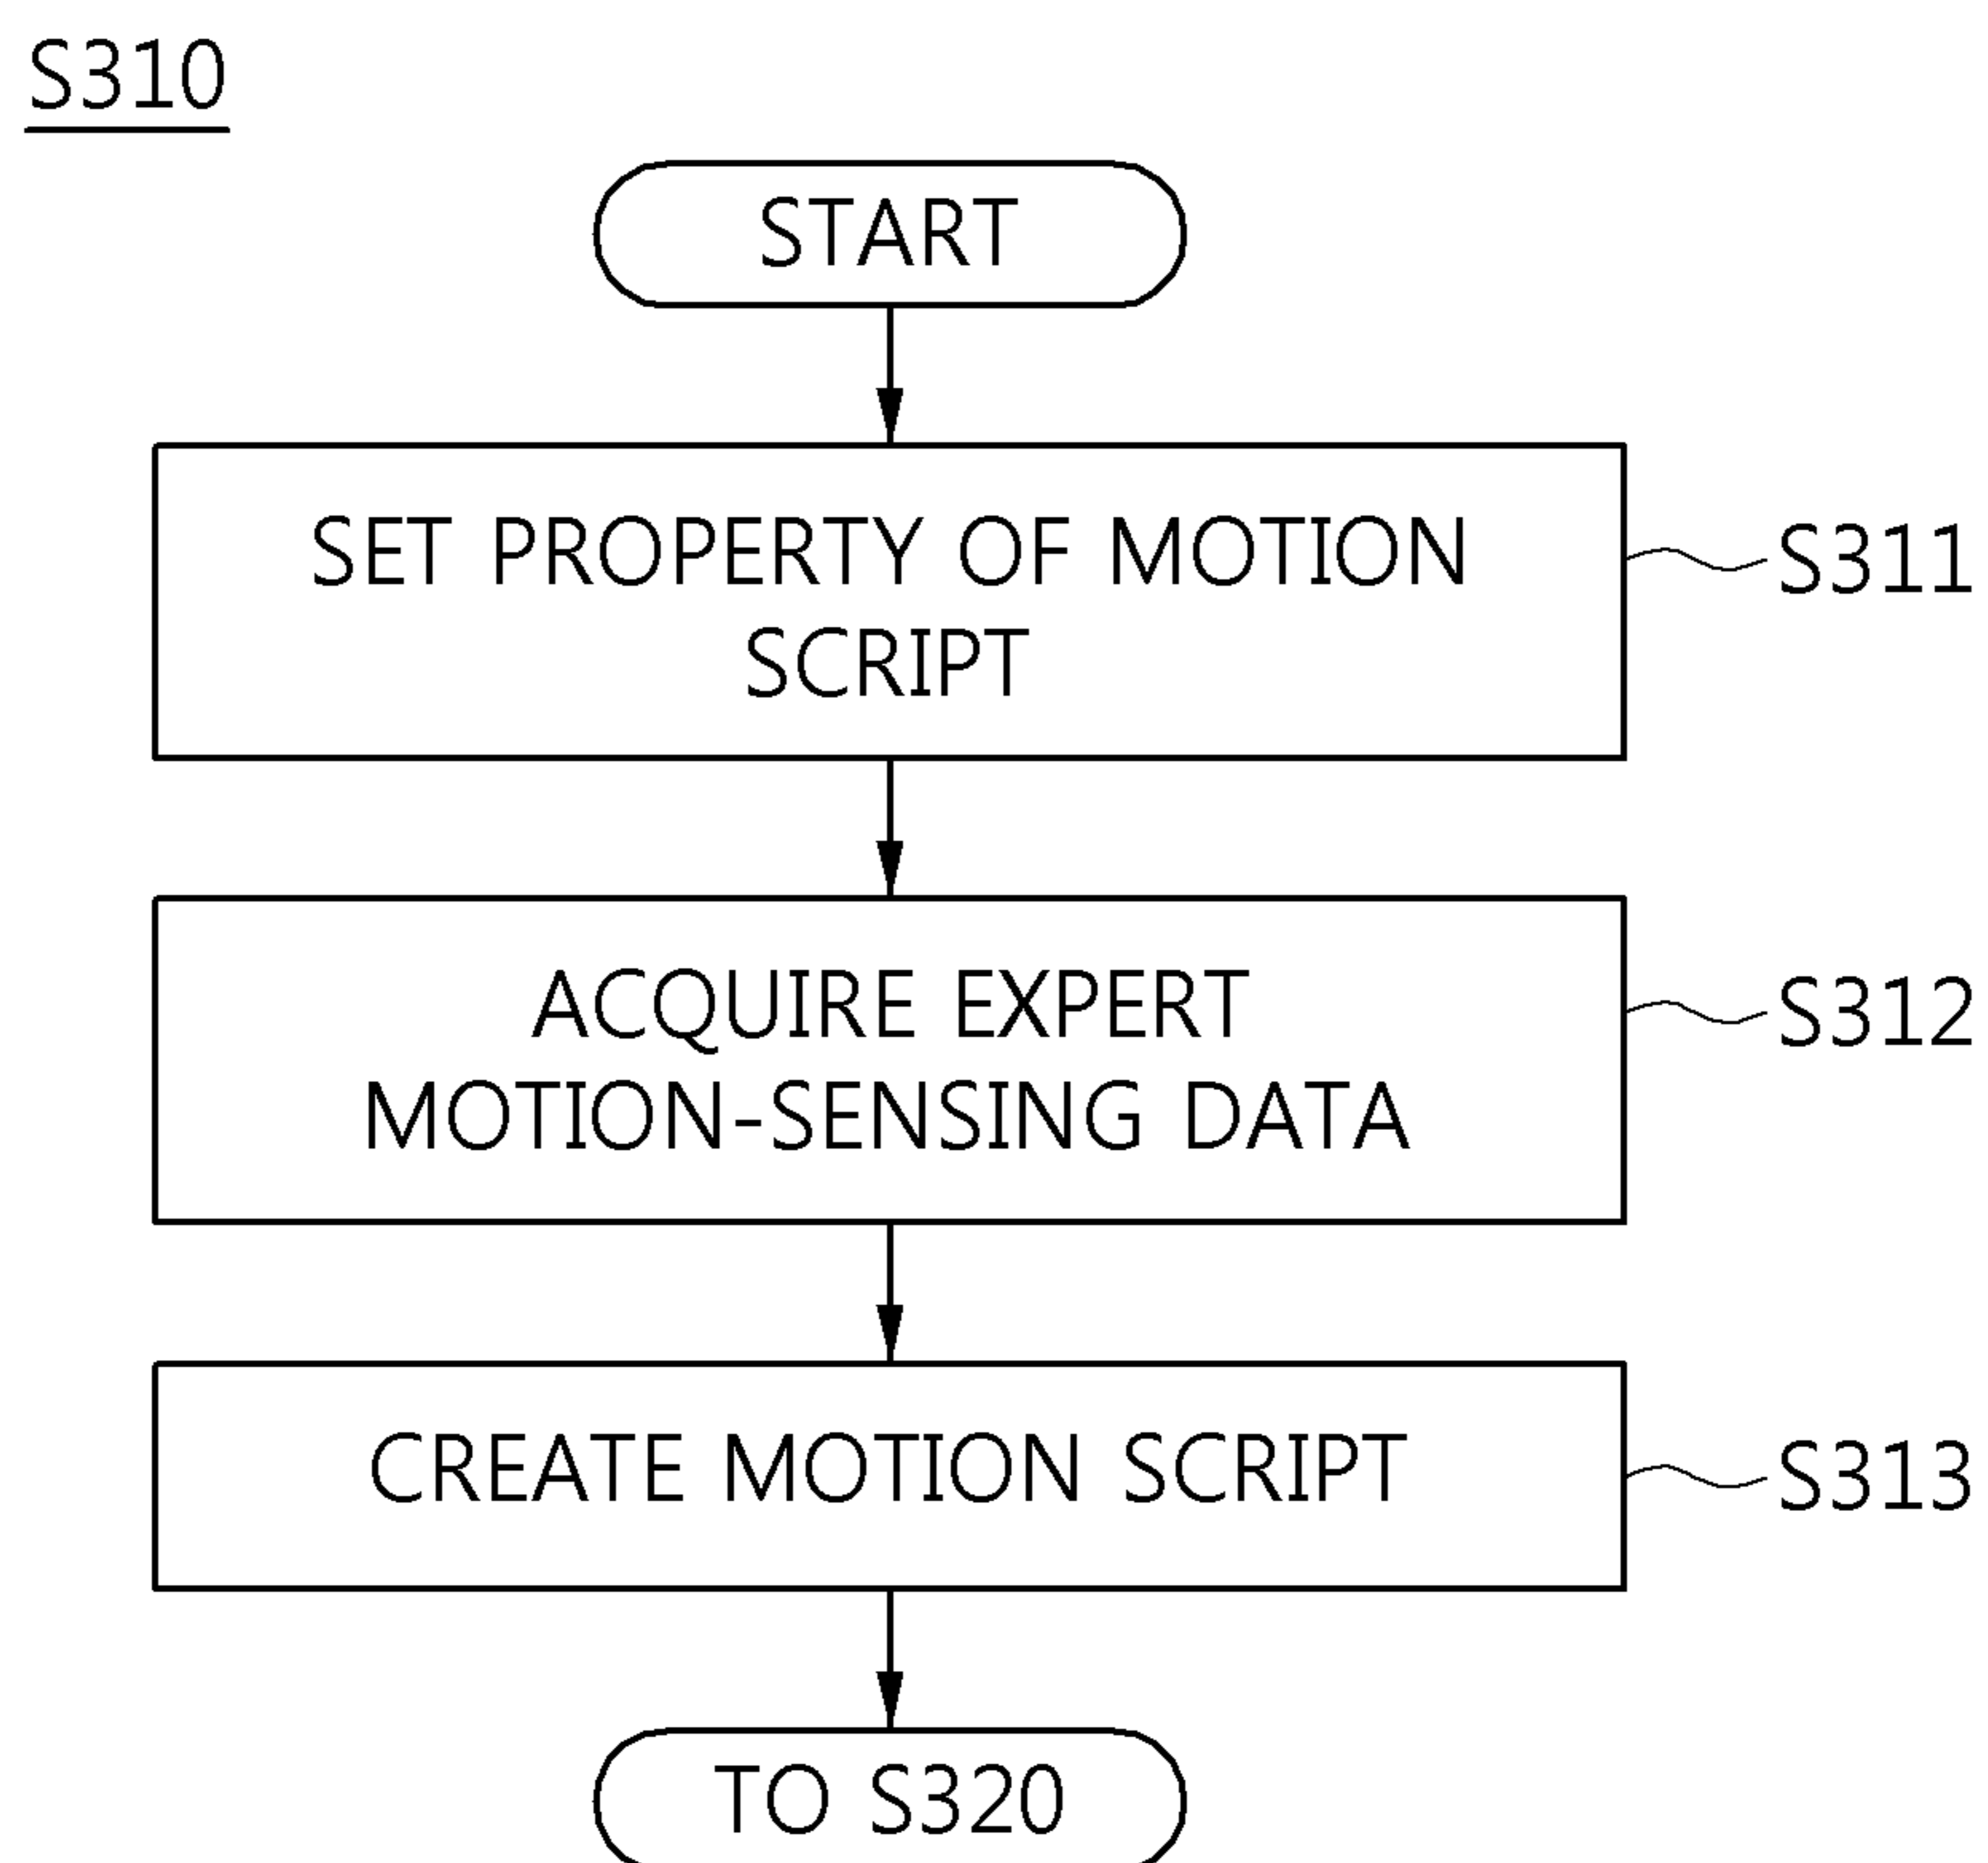 S310
START
SET PROPERTY OF MOTION
SCRIPT
S311
ACQUIRE EXPERT
MOTION-SENSING DATA
S312
CREATE MOTION SCRIPT
S313
TO S320